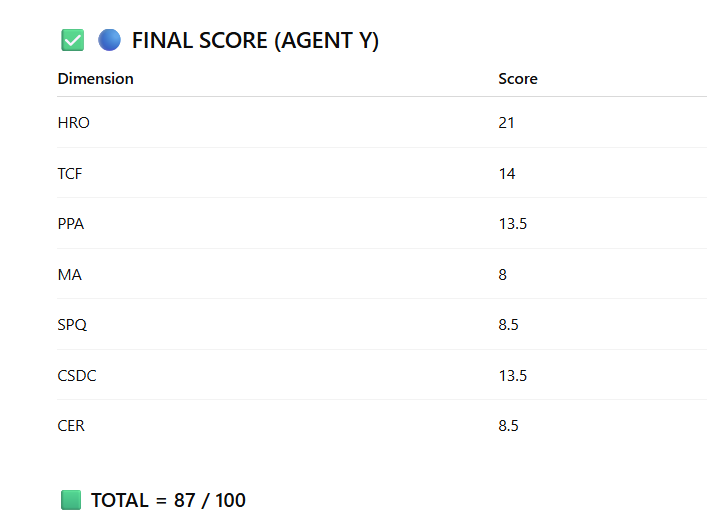 ✅ 🔵 FINAL SCORE (AGENT Y)
Dimension Score
HRO 21
TCF 14
PPA 13.5
MA 8
SPQ 8.5
CSDC 13.5
CER 8.5
🟩 TOTAL = 87 / 100